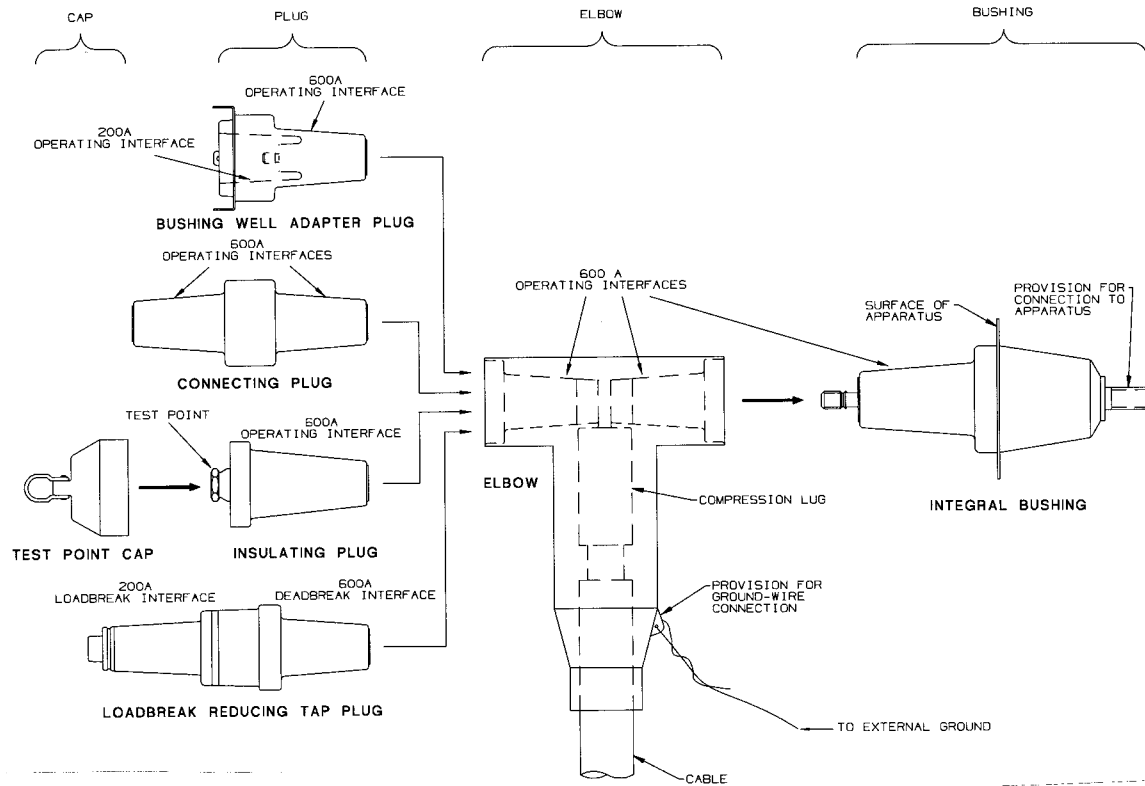 CAP
PLUG
ELBOW
BUSHING
600A
OPERATING INTERFACE
200A
OPERATING INTERFACE
BUSHING WELL ADAPTER PLUG
600A
OPERATING INTERFACES
CONNECTING PLUG
TEST POINT
600A
OPERATING INTERFACE
TEST POINT CAP
INSULATING PLUG
200A
LOADBREAK INTERFACE
600A
DEADBREAK INTERFACE
LOADBREAK REDUCING TAP PLUG
600 A
OPERATING INTERFACES
ELBOW
COMPRESSION LUG
PROVISION FOR
GROUND-WIRE
CONNECTION
TO EXTERNAL GROUND
CABLE
SURFACE OF
APPARATUS
PROVISION FOR
CONNECTION TO
APPARATUS
INTEGRAL BUSHING